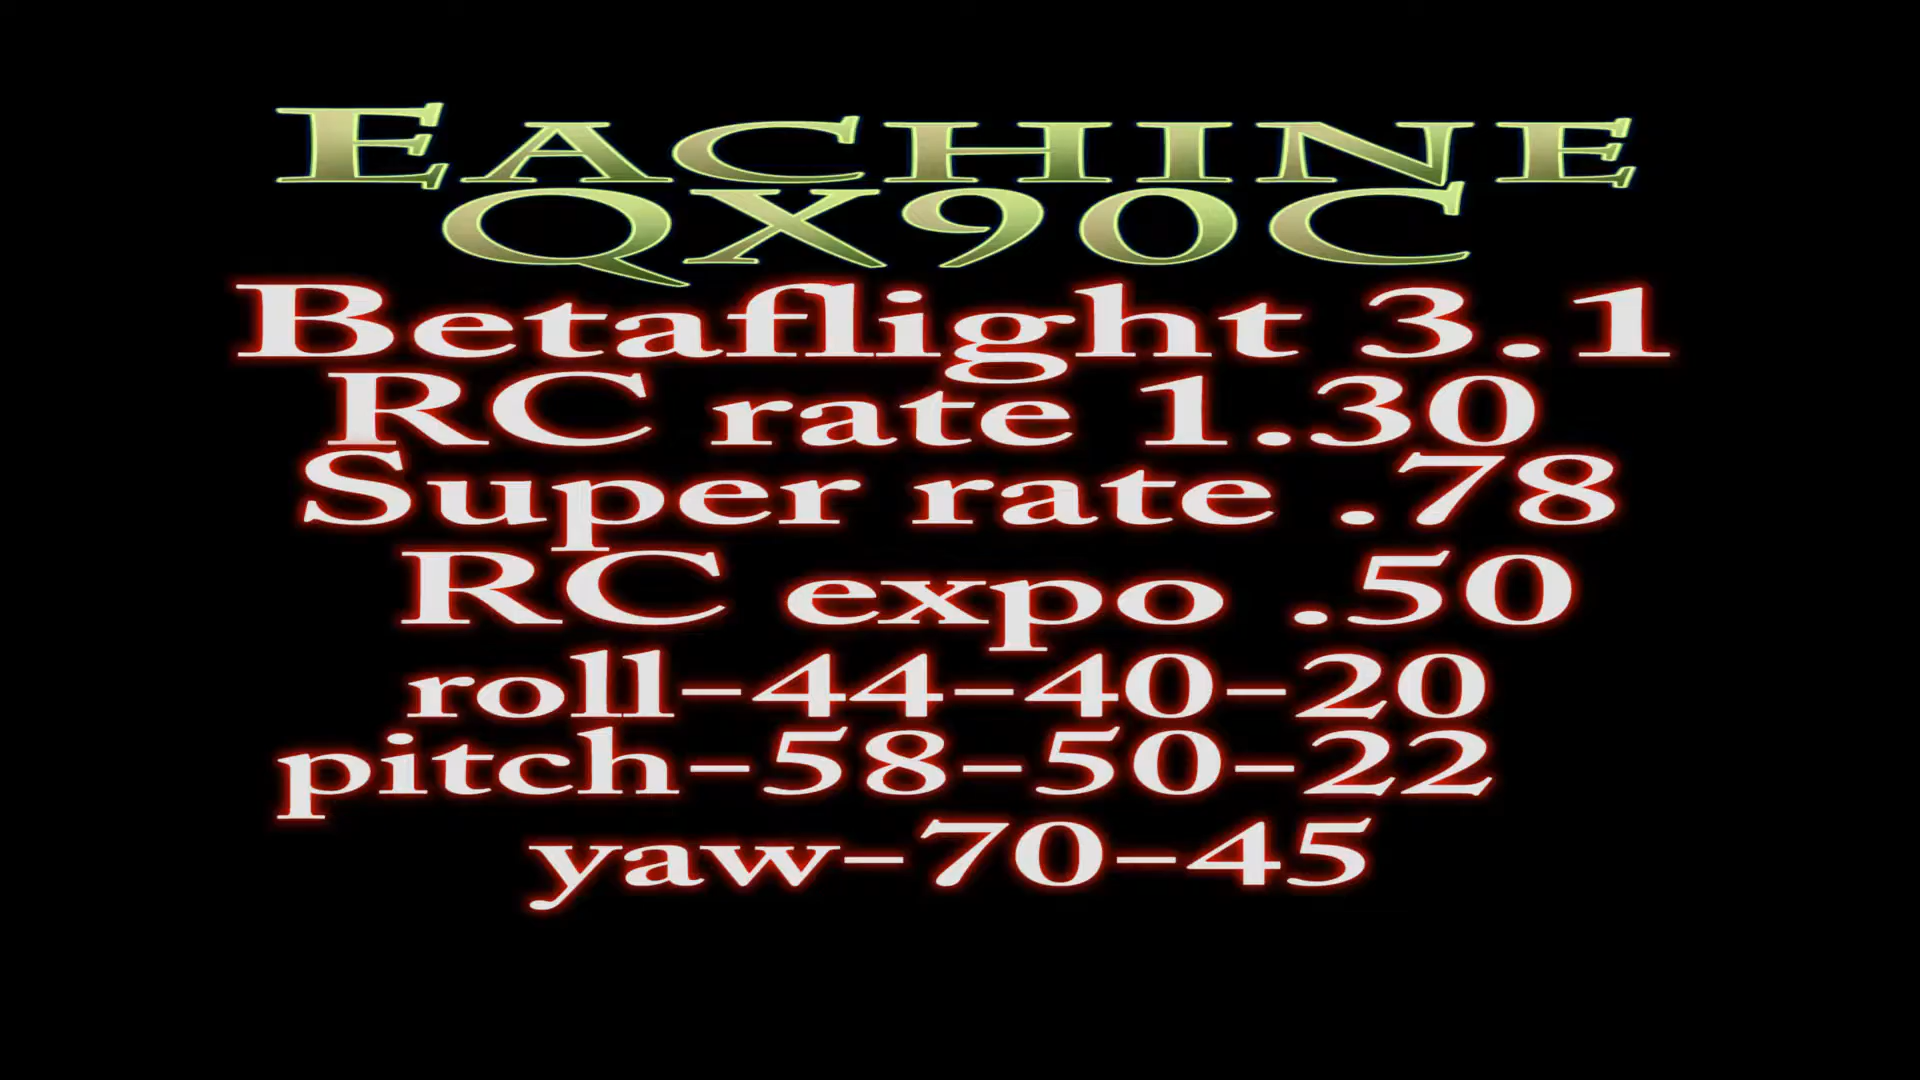 Eachine
QX90C
Betaflight 3.1
RC rate 1.30
Super rate .78
RC expo .50
roll-44-40-20
pitch-58-50-22
yaw-70-45